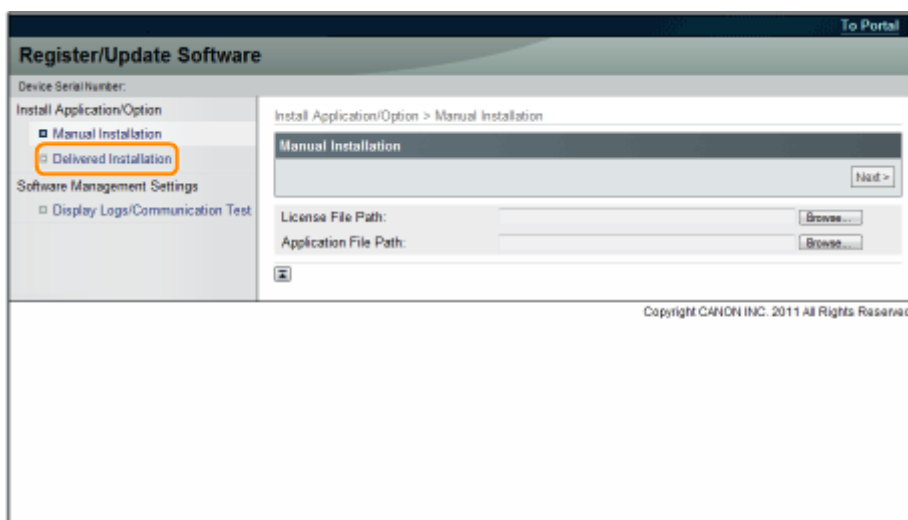 To Portal
Register/Update Software
Device Serial Number:
Install Application/Option
Manual Installation
Delivered Installation
Software Management Settings
Display Logs/Communication Test
Install Application/Option > Manual Installation
Manual Installation
Next >
License File Path:
Browse...
Application File Path:
Browse...
Copyright CANON INC. 2011 All Rights Reserved